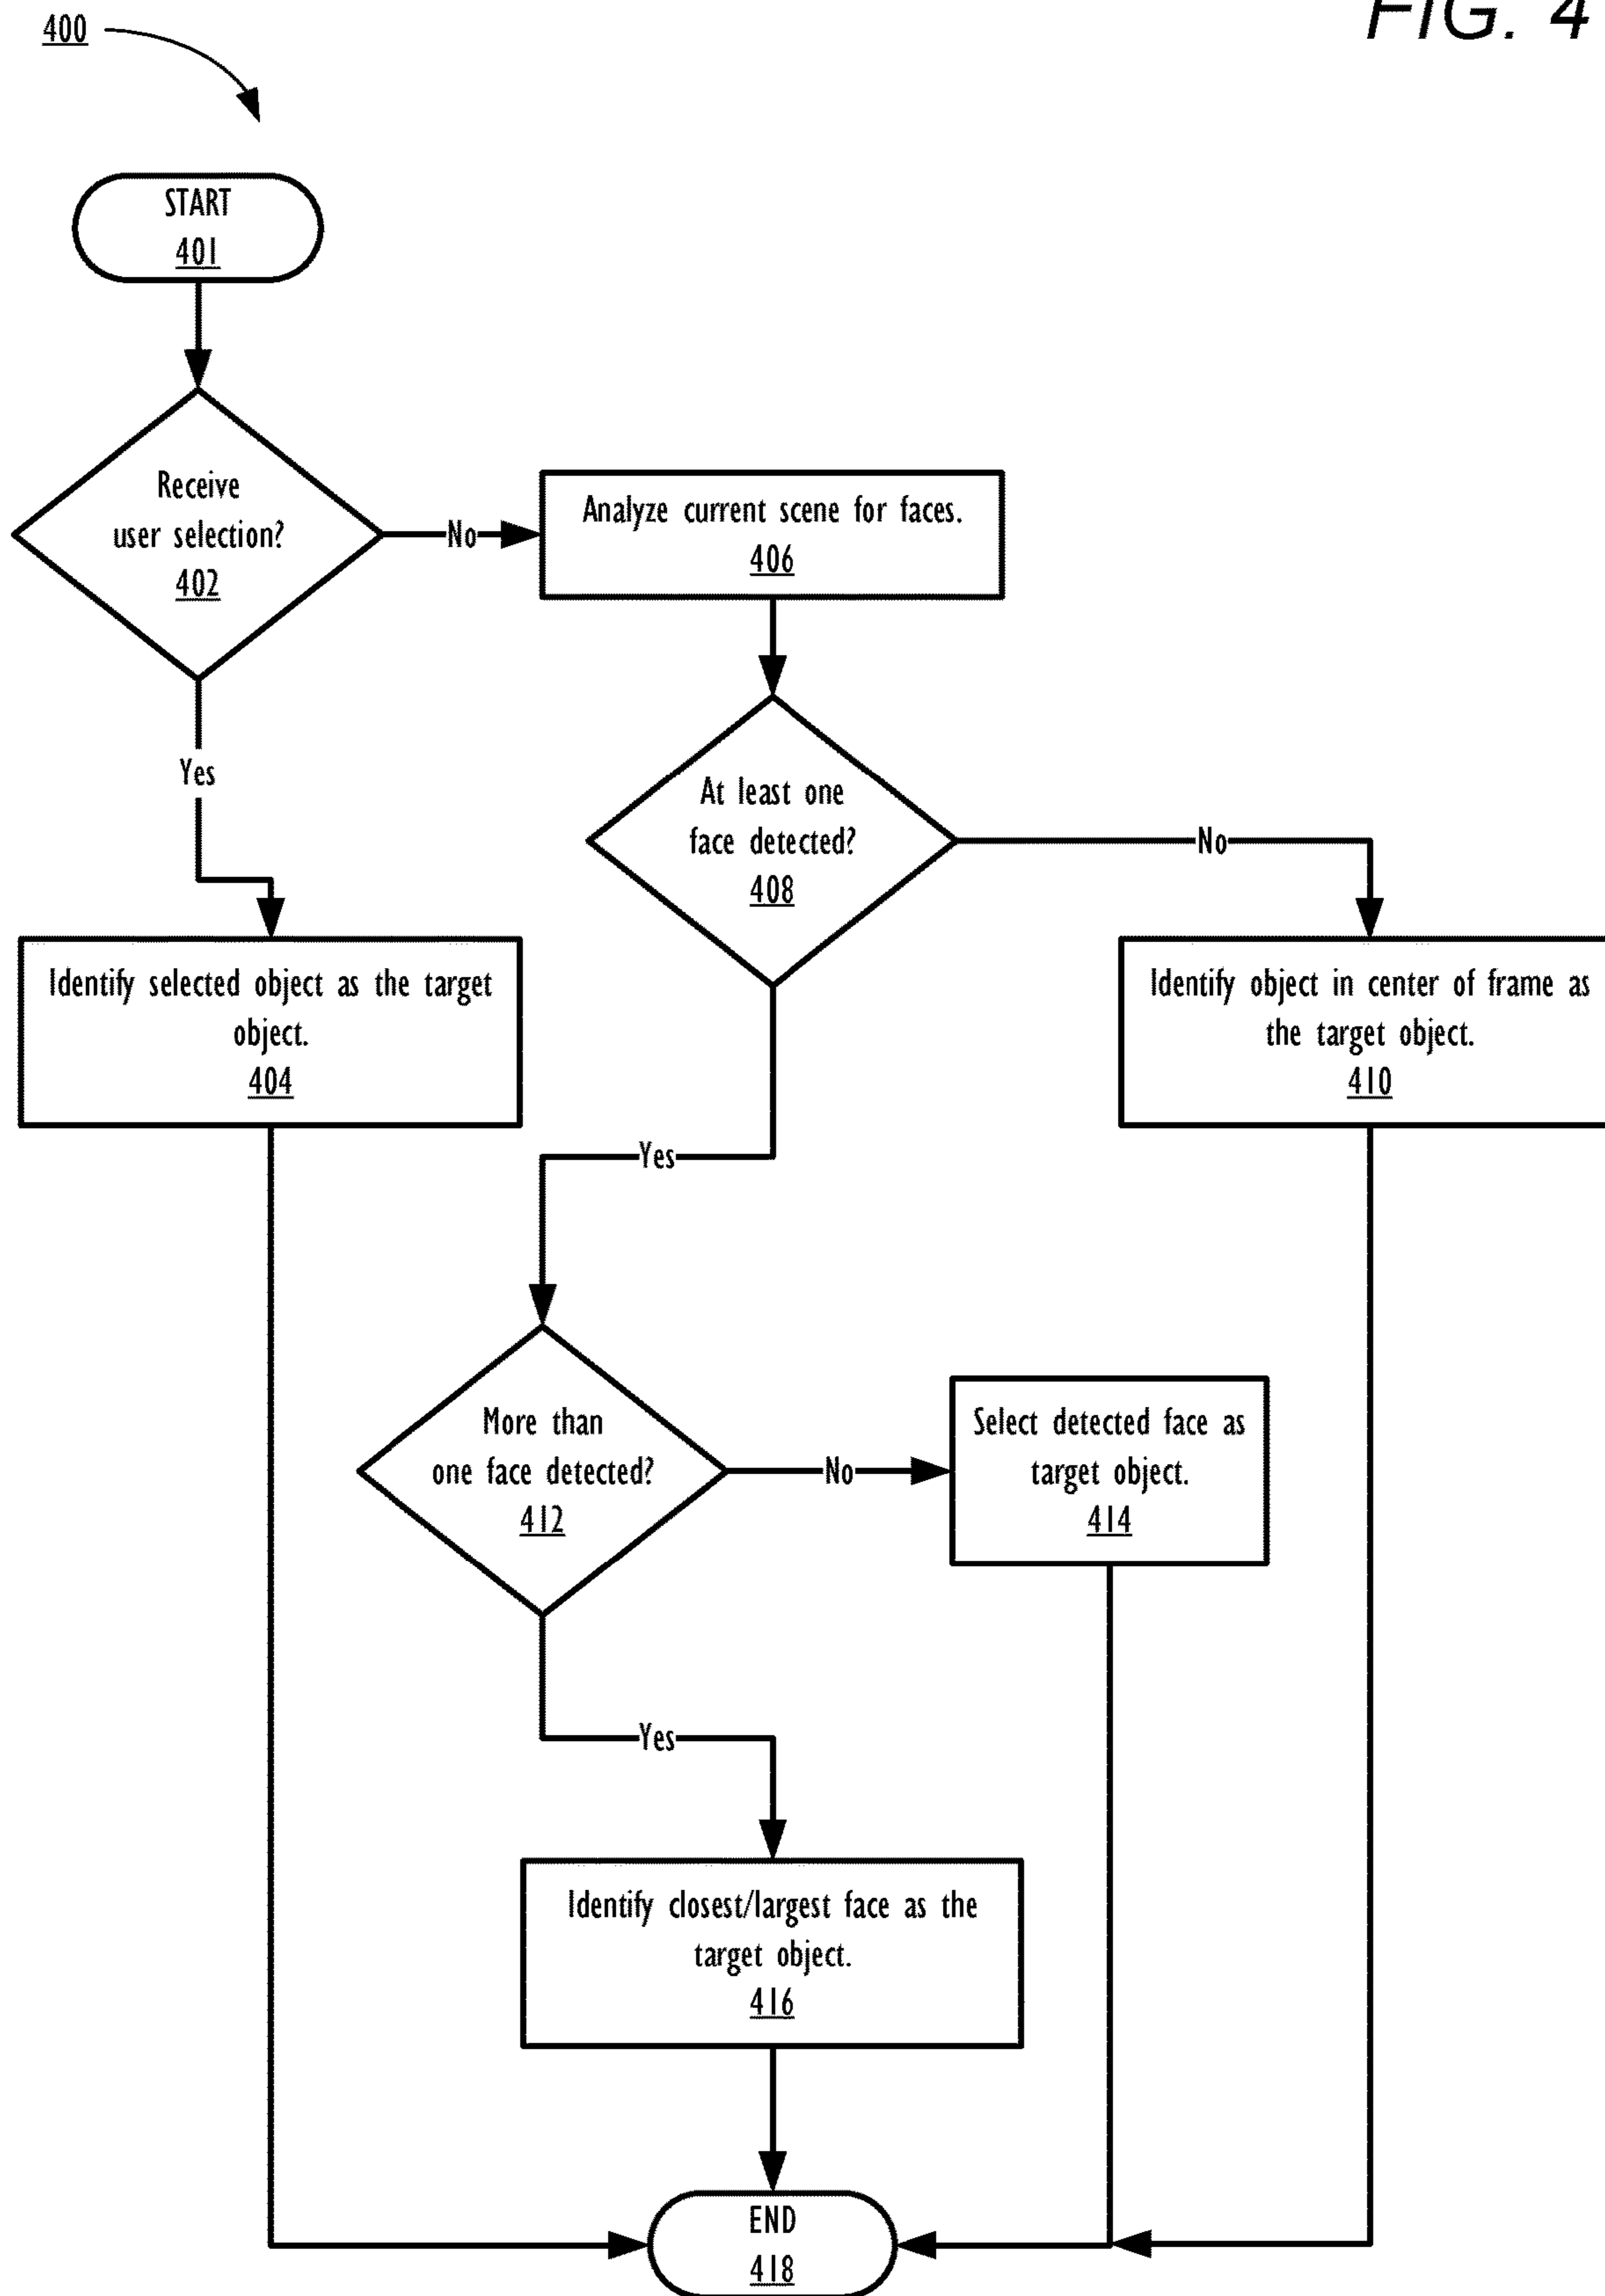 400
FIG. 4
START
401
Receive
user selection?
402
No
Analyze current scene for faces.
406
Yes
At least one
face detected?
408
No
Identify selected object as the target
object.
404
Identify object in center of frame as
the target object.
410
Yes
More than
one face detected?
412
No
Select detected face as
target object.
414
Yes
Identify closest/largest face as the
target object.
416
END
418